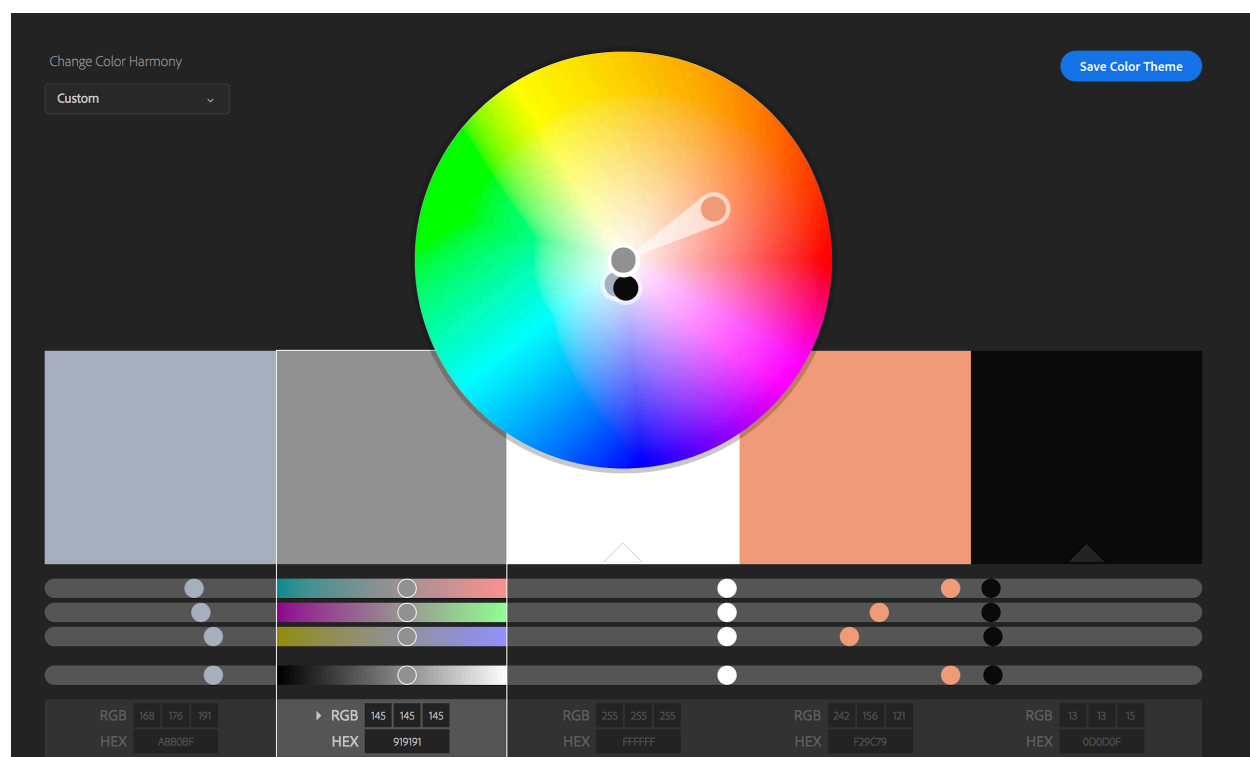 Change Color Harmony
Save Color Theme
Custom
RGB 168 176 191
HEX A8B0BF
RGB 145 145 145
HEX 919191
RGB 255 255 255
HEX FFFFFF
RGB 242 156 121
HEX F29C79
RGB 13 13 15
HEX 0D0D0F